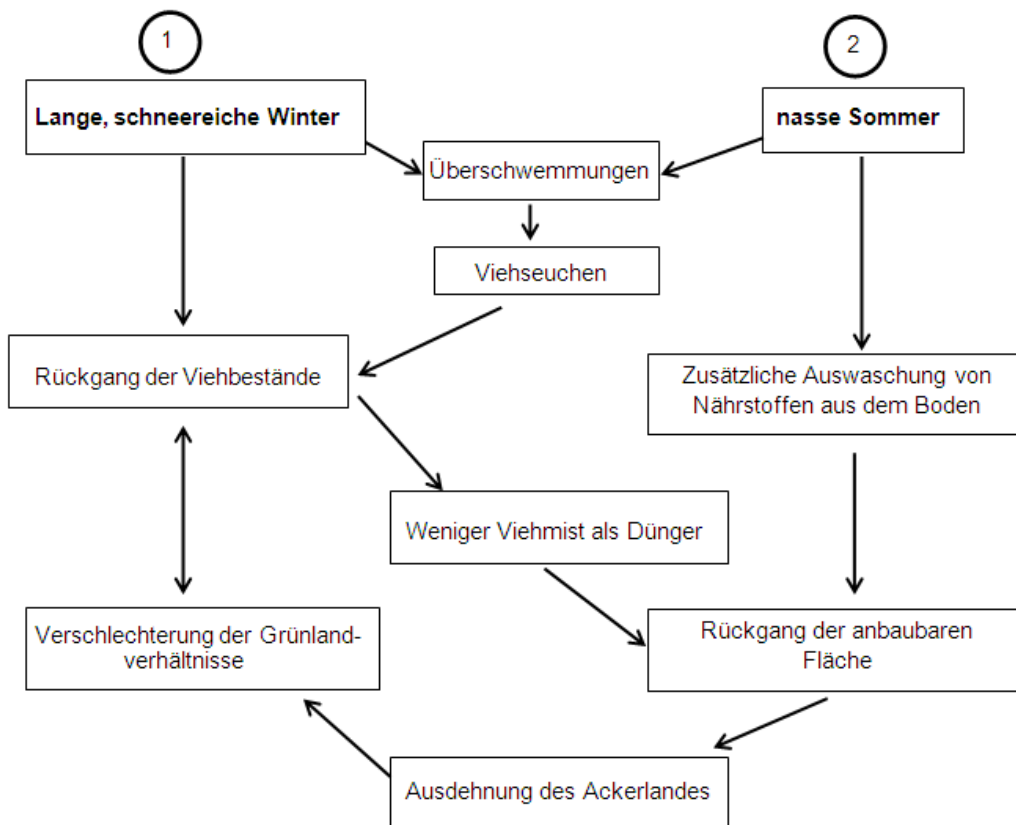 1
2
Lange, schneereiche Winter
nasse Sommer
Überschwemmungen
Viehseuchen
Rückgang der Viehbestände
Zusätzliche Auswaschung von
Nährstoffen aus dem Boden
Weniger Viehmist als Dünger
Verschlechterung der Grünland-
verhältnisse
Rückgang der anbaubaren
Fläche
Ausdehnung des Ackerlandes